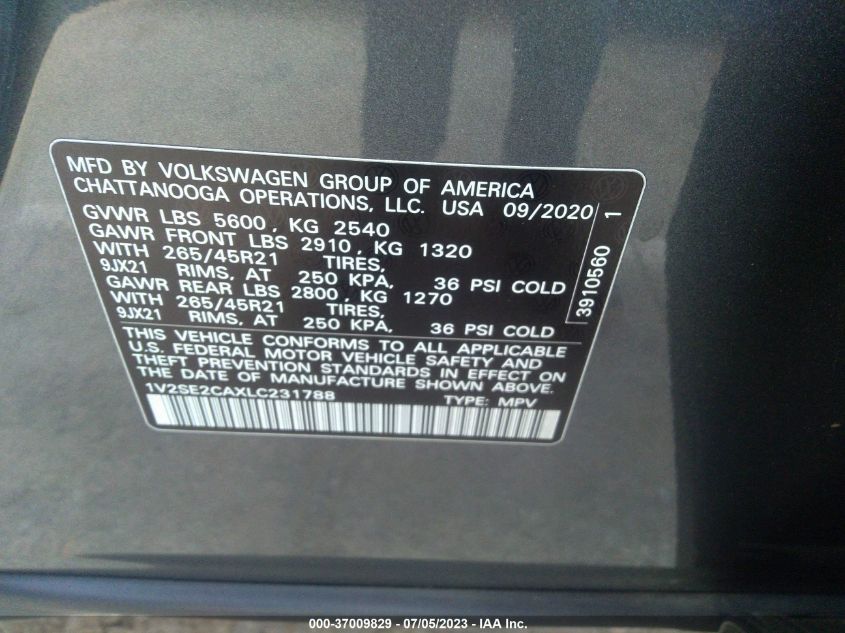 MFD BY VOLKSWAGEN GROUP OF AMERICA
CHATTANOOGA OPERATIONS, LLC. USA 09/2020
GVWR LBS 5600, KG 2540
GAWR FRONT LBS 2910, KG 1320
WITH 265/45R21 TIRES,
9JX21 RIMS, AT 250 KPA, 36 PSI COLD
GAWR REAR LBS 2800, KG 1270
WITH 265/45R21 TIRES,
9JX21 RIMS, AT 250 KPA, 36 PSI COLD
THIS VEHICLE CONFORMS TO ALL APPLICABLE
U.S. FEDERAL MOTOR VEHICLE SAFETY AND
THEFT PREVENTION STANDARDS IN EFFECT ON
THE DATE OF MANUFACTURE SHOWN ABOVE.
1V2SE2CAXLC231788 TYPE: MPV
3910560 1
000-37009829 - 07/05/2023 - IAA Inc.